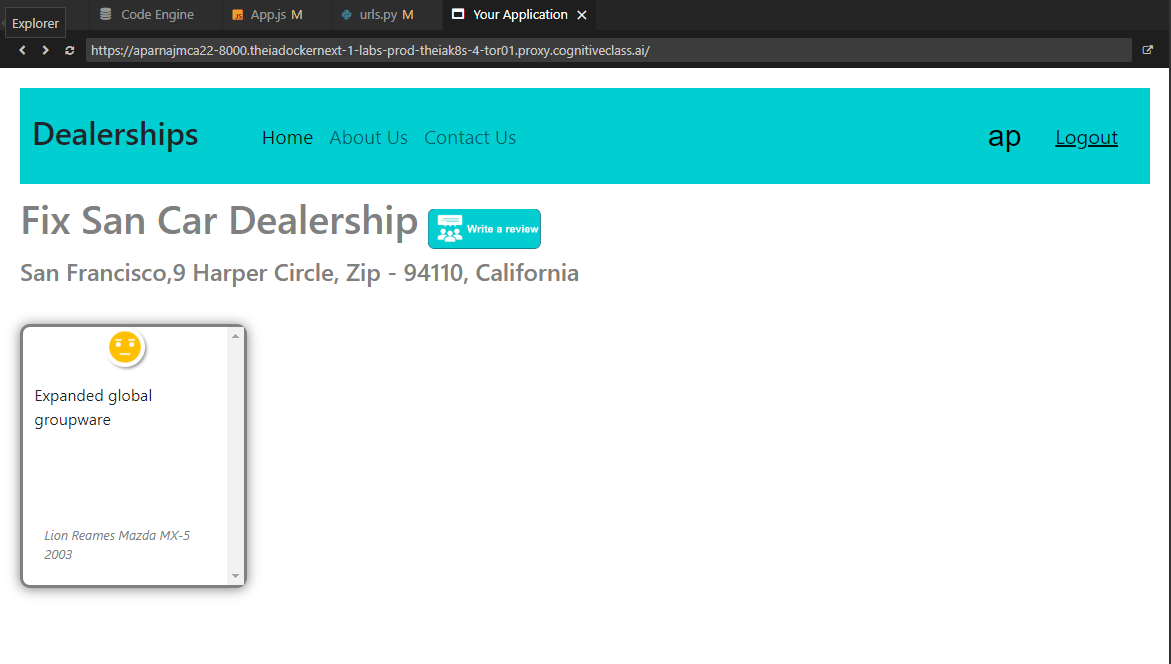 Explorer
Code Engine
App.js M
urls.py M
Your Application
https://aparnajmca22-8000.theiadockernext-1-labs-prod-theiak8s-4-tor01.proxy.cognitiveclass.ai/
Dealerships Home About Us Contact Us ap Logout
Fix San Car Dealership Write a review
San Francisco,9 Harper Circle, Zip - 94110, California
Expanded global
groupware
Lion Reames Mazda MX-5
2003